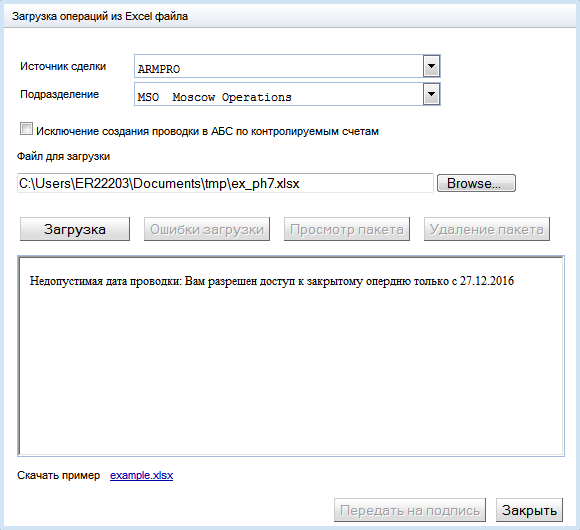 Загрузка операций из Excel файла
Источник сделки ARMPRO
Подразделение MSO Moscow Operations
Исключение создания проводки в АБС по контролируемым счетам
Файл для загрузки
C:\Users\ER22203\Documents\tmp\ex_ph7.xlsx Browse...
Загрузка Ошибки загрузки Просмотр пакета Удаление пакета
Недопустимая дата проводки: Вам разрешен доступ к закрытому опердню только с 27.12.2016
Скачать пример example.xlsx
Передать на подпись Закрыть